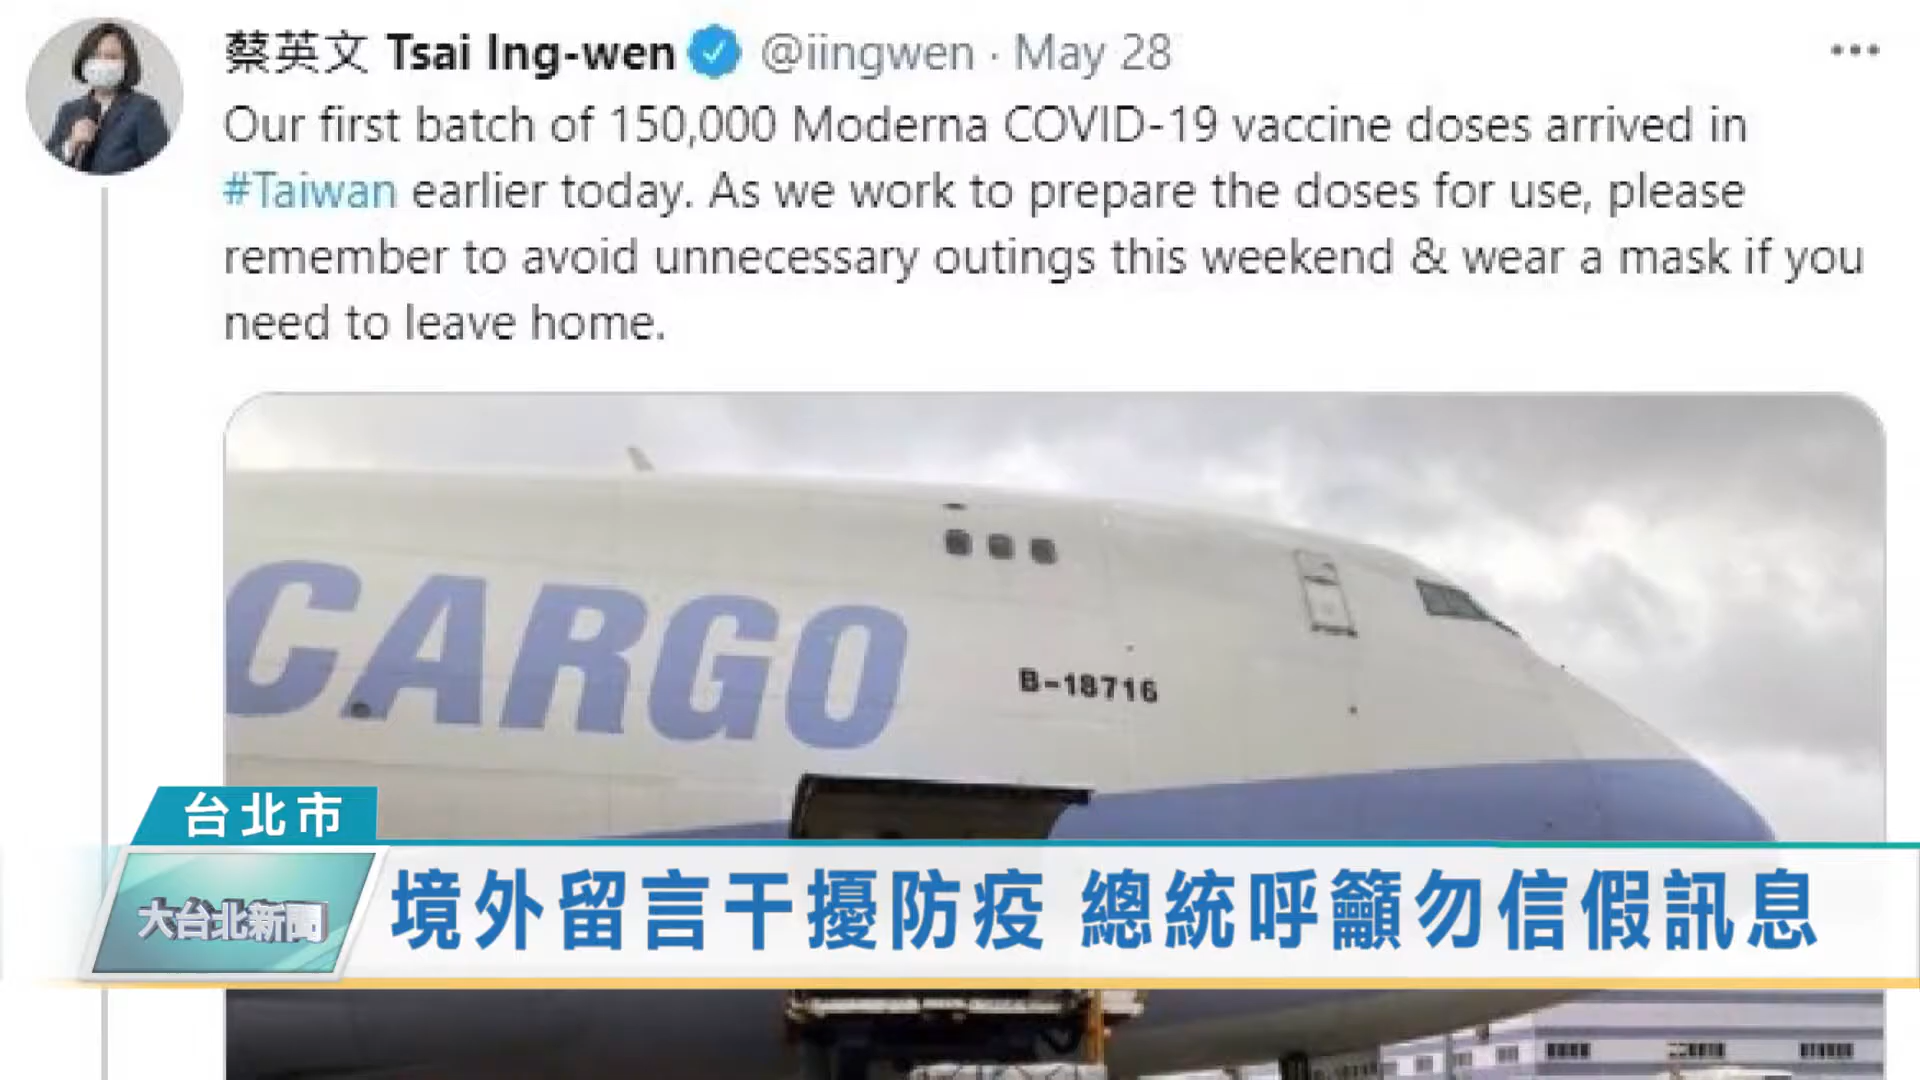 蔡英文 Tsai Ing-wen @iingwen · May 28
Our first batch of 150,000 Moderna COVID-19 vaccine doses arrived in
#Taiwan earlier today. As we work to prepare the doses for use, please
remember to avoid unnecessary outings this weekend & wear a mask if you
need to leave home.
CARGO
B-18716
台北市
大台北新聞
境外留言干擾防疫 總統呼籲勿信假訊息